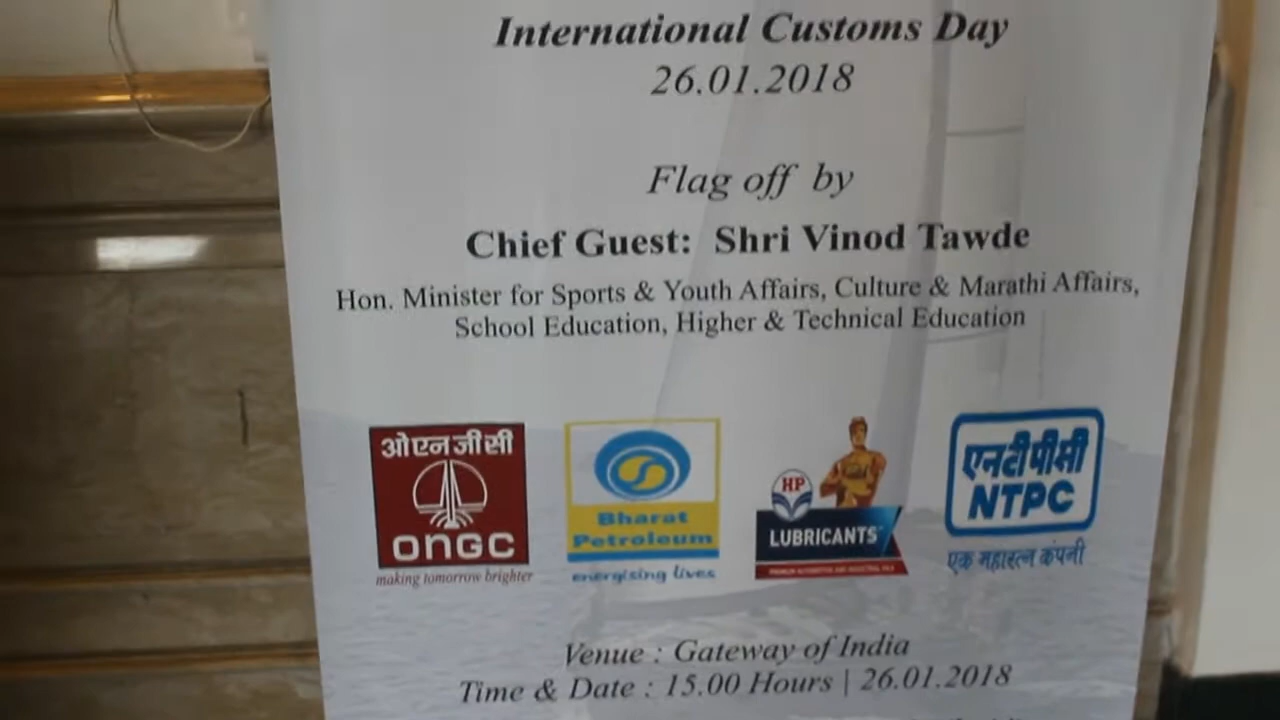 International Customs Day
26.01.2018
Flag off by
Chief Guest: Shri Vinod Tawde
Hon. Minister for Sports & Youth Affairs, Culture & Marathi Affairs,
School Education, Higher & Technical Education
ओएनजीसी
ONGC
making tomorrow brighter
Bharat
Petroleum
energising lives
HP
LUBRICANTS
एनटीपीसी
NTPC
एक महारत्न कंपनी
Venue : Gateway of India
Time & Date : 15.00 Hours | 26.01.2018